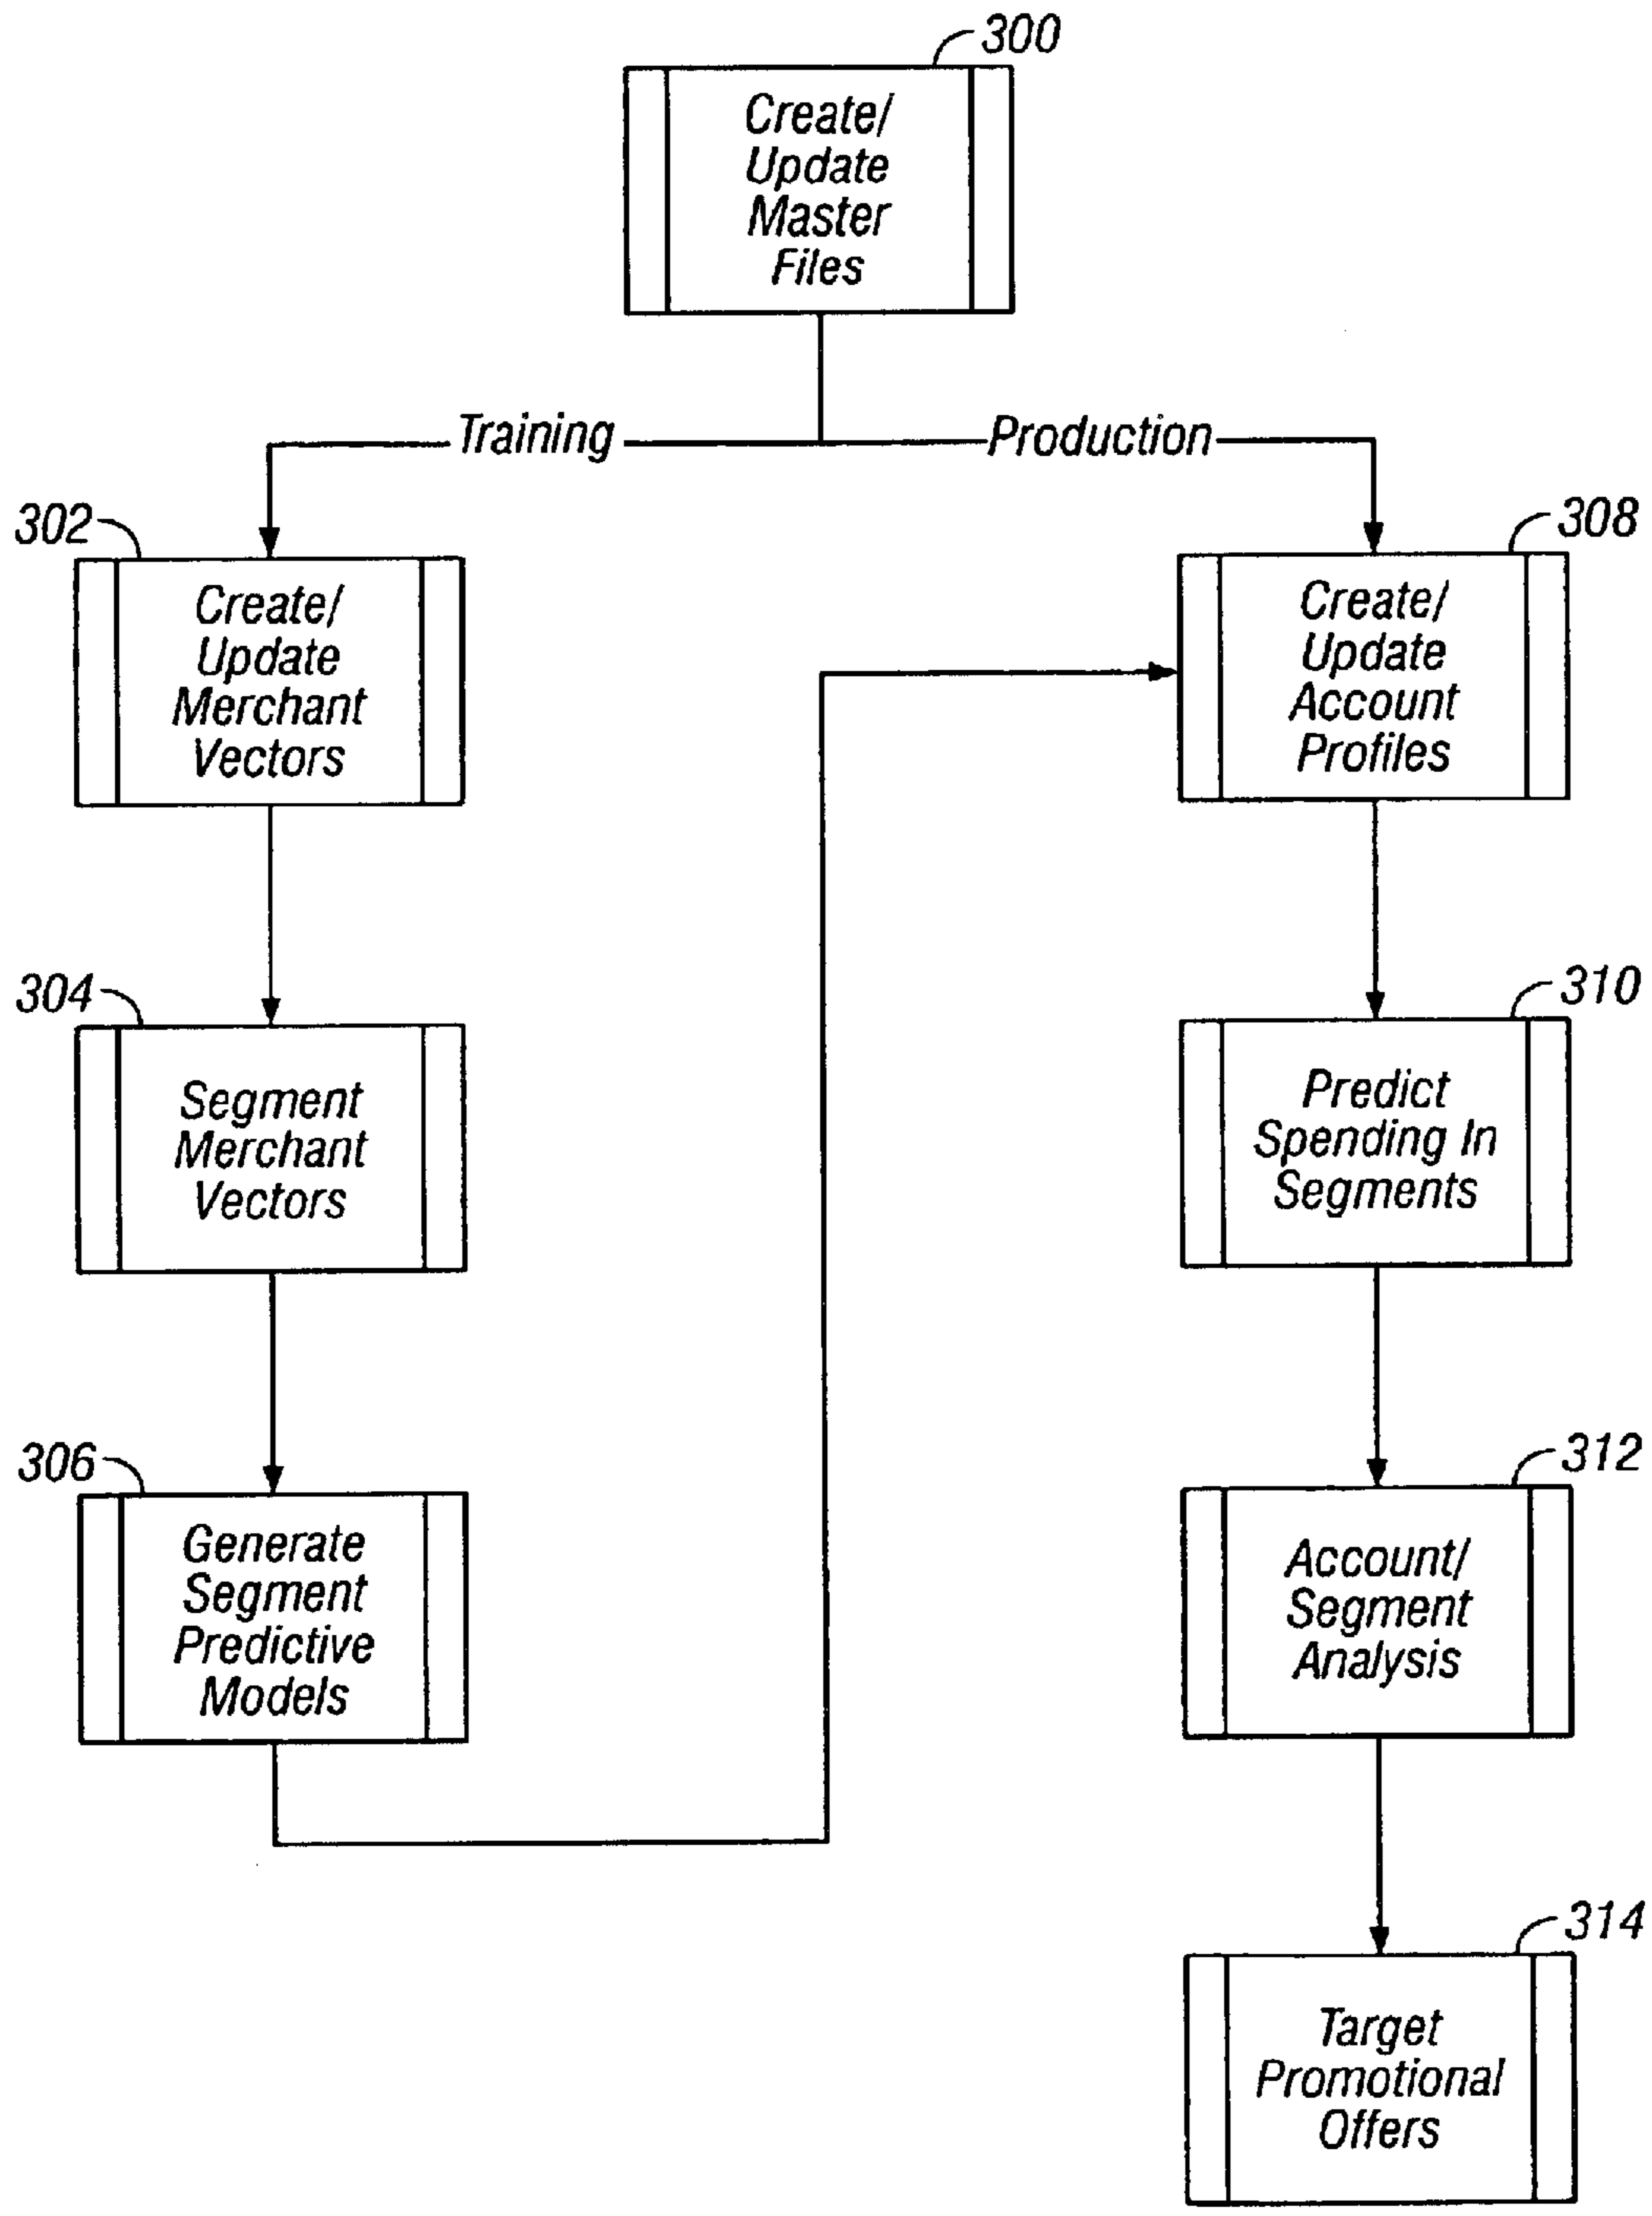 300
Create/
Update
Master
Files
Training
Production
302
Create/
Update
Merchant
Vectors
308
Create/
Update
Account
Profiles
304
Segment
Merchant
Vectors
310
Predict
Spending In
Segments
306
Generate
Segment
Predictive
Models
312
Account/
Segment
Analysis
314
Target
Promotional
Offers